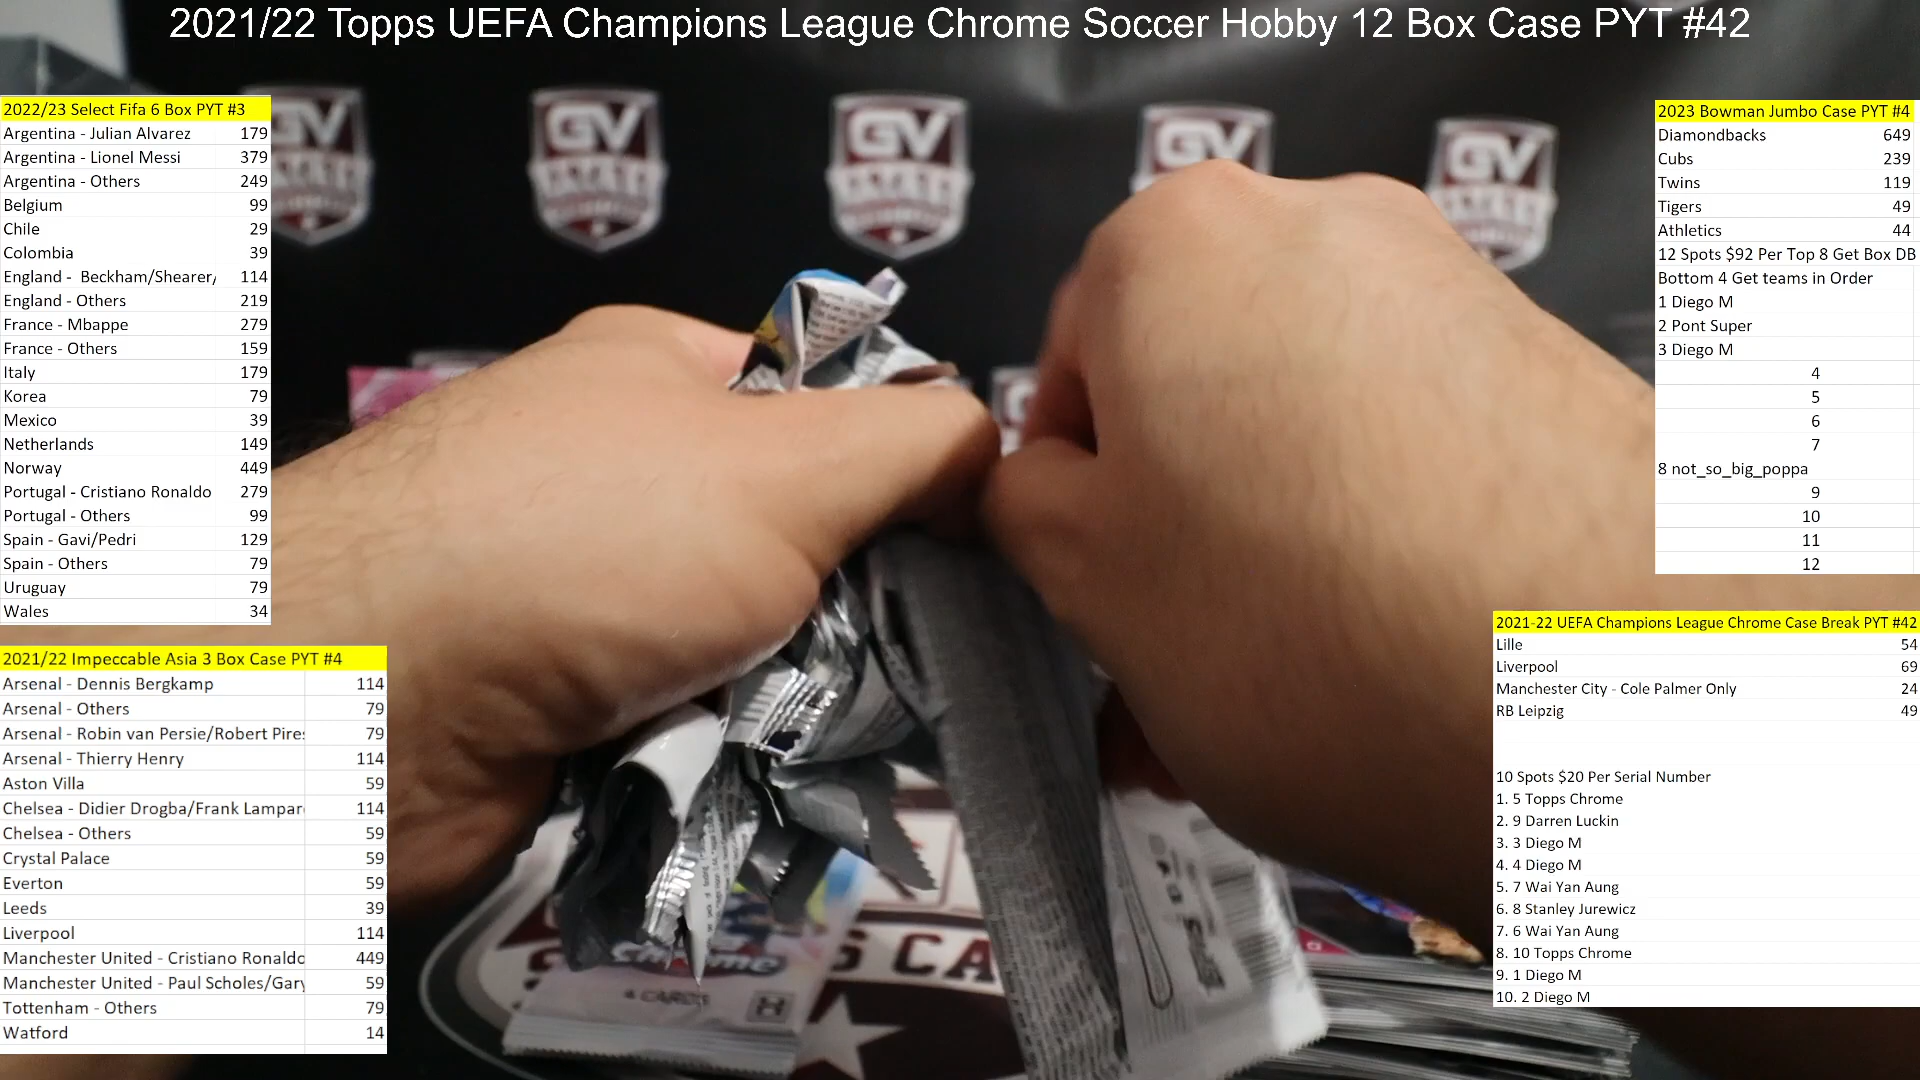 2021/22 Topps UEFA Champions League Chrome Soccer Hobby 12 Box Case PYT #42
2022/23 Select Fifa 6 Box PYT #3
Argentina - Julian Alvarez 179
Argentina - Lionel Messi 379
Argentina - Others 249
Belgium 99
Chile 29
Colombia 39
England - Beckham/Shearer/ 114
England - Others 219
France - Mbappe 279
France - Others 159
Italy 179
Korea 79
Mexico 39
Netherlands 149
Norway 449
Portugal - Cristiano Ronaldo 279
Portugal - Others 99
Spain - Gavi/Pedri 129
Spain - Others 79
Uruguay 79
Wales 34
2021/22 Impeccable Asia 3 Box Case PYT #4
Arsenal - Dennis Bergkamp 114
Arsenal - Others 79
Arsenal - Robin van Persie/Robert Pires 79
Arsenal - Thierry Henry 114
Aston Villa 59
Chelsea - Didier Drogba/Frank Lampar 114
Chelsea - Others 59
Crystal Palace 59
Everton 59
Leeds 39
Liverpool 114
Manchester United - Cristiano Ronaldo 449
Manchester United - Paul Scholes/Gary 59
Tottenham - Others 79
Watford 14
2023 Bowman Jumbo Case PYT #4
Diamondbacks 649
Cubs 239
Twins 119
Tigers 49
Athletics 44
12 Spots $92 Per Top 8 Get Box DB
Bottom 4 Get teams in Order
1 Diego M
2 Pont Super
3 Diego M
4
5
6
7
8 not_so_big_poppa
9
10
11
12
2021-22 UEFA Champions League Chrome Case Break PYT #42
Lille 54
Liverpool 69
Manchester City - Cole Palmer Only 24
RB Leipzig 49
10 Spots $20 Per Serial Number
1. 5 Topps Chrome
2. 9 Darren Luckin
3. 3 Diego M
4. 4 Diego M
5. 7 Wai Yan Aung
6. 8 Stanley Jurewicz
7. 6 Wai Yan Aung
8. 10 Topps Chrome
9. 1 Diego M
10. 2 Diego M
GV
GV
GV
GV
GV
Chrome
4 CARDS
S CA